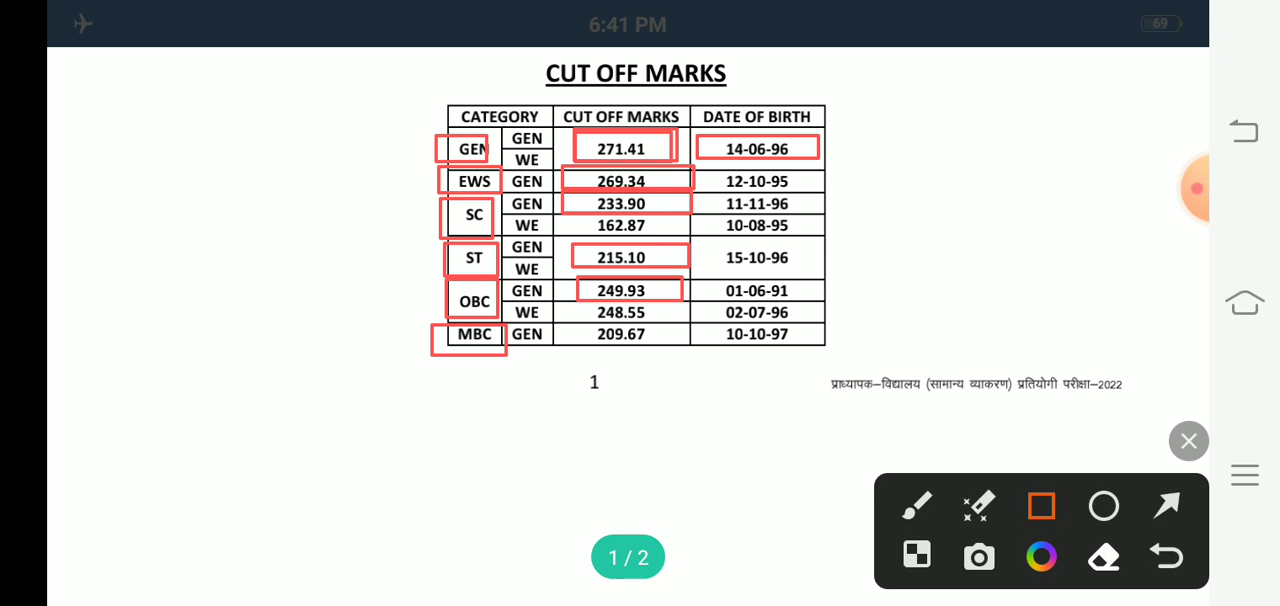 6:41 PM
69
CUT OFF MARKS
CATEGORY CUT OFF MARKS DATE OF BIRTH
GEN GEN 271.41 14-06-96
WE
EWS GEN 269.34 12-10-95
SC GEN 233.90 11-11-96
WE 162.87 10-08-95
ST GEN 215.10 15-10-96
WE
OBC GEN 249.93 01-06-91
WE 248.55 02-07-96
MBC GEN 209.67 10-10-97
1
प्राध्यापक–विद्यालय (सामान्य व्याकरण) प्रतियोगी परीक्षा–2022
1 / 2